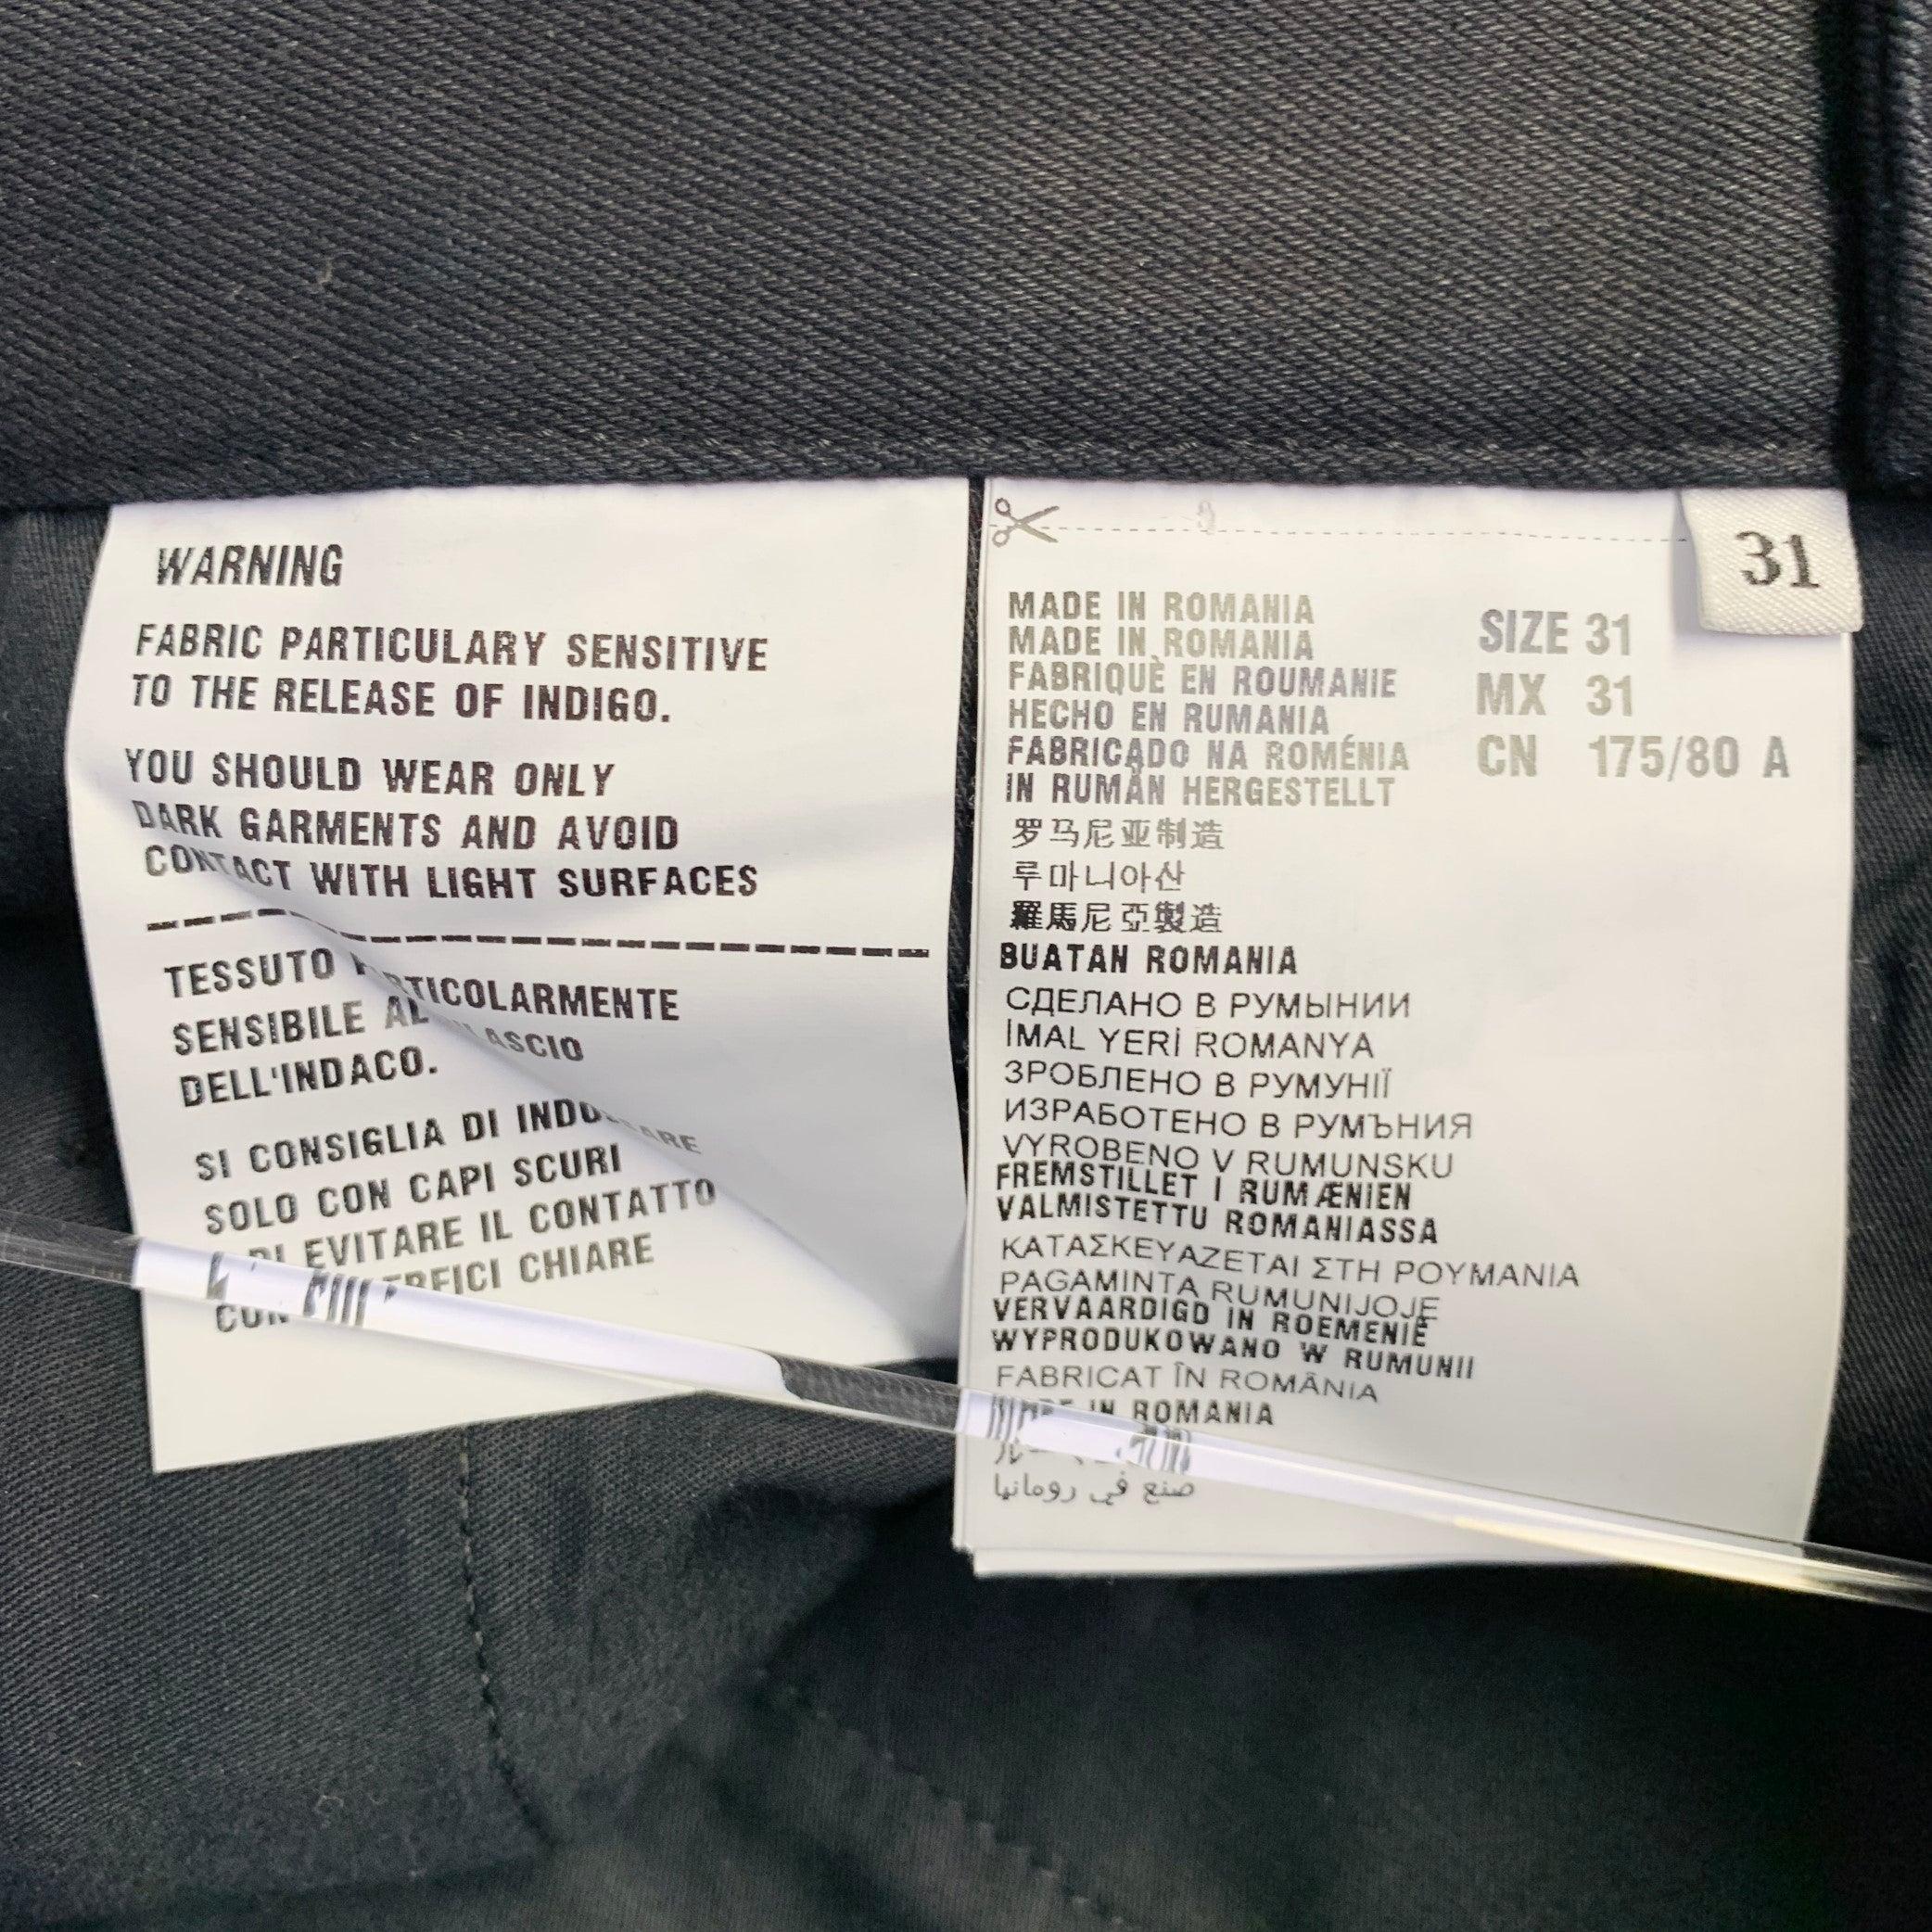 WARNING
FABRIC PARTICULARY SENSITIVE
TO THE RELEASE OF INDIGO.
YOU SHOULD WEAR ONLY
DARK GARMENTS AND AVOID
CONTACT WITH LIGHT SURFACES
TESSUTO
SENSIBILE
DELL'INDACO.
SI CONSIGLIA DI
SOLO CON CAPI SCURI
EVITARE IL CONTATTO
CHIARE
31
MADE IN ROMANIA
MADE IN ROMANIA
FABRIQUÈ EN ROUMANIE
HECHO EN RUMANIA
FABRICADO NA ROMÉNIA
IN RUMÄN HERGESTELLT
罗马尼亚制造
루마니아산
羅馬尼亞製造
BUATAN ROMANIA
СДЕЛАНО В РУМЫНИИ
İMAL YERİ ROMANYA
ЗРОБЛЕНО В РУМУНІЇ
ИЗРАБОТЕНО В РУМЪНИЯ
VYROBENO V RUMUNSKU
FREMSTILLET I RUMÆNIEN
VALMISTETTU ROMANIASSA
ΚΑΤΑΣΚΕΥΑΖΕΤΑΙ ΣΤΗ ΡΟΥΜΑΝΙΑ
PAGAMINTA RUMUNIJOJE
VERVAARDIGD IN ROEMENIË
WYPRODUKOWANO W RUMUNII
FABRICAT ÎN ROMÂNIA
IN ROMANIA
صنع في رومانيا
SIZE 31
MX 31
CN 175/80 A